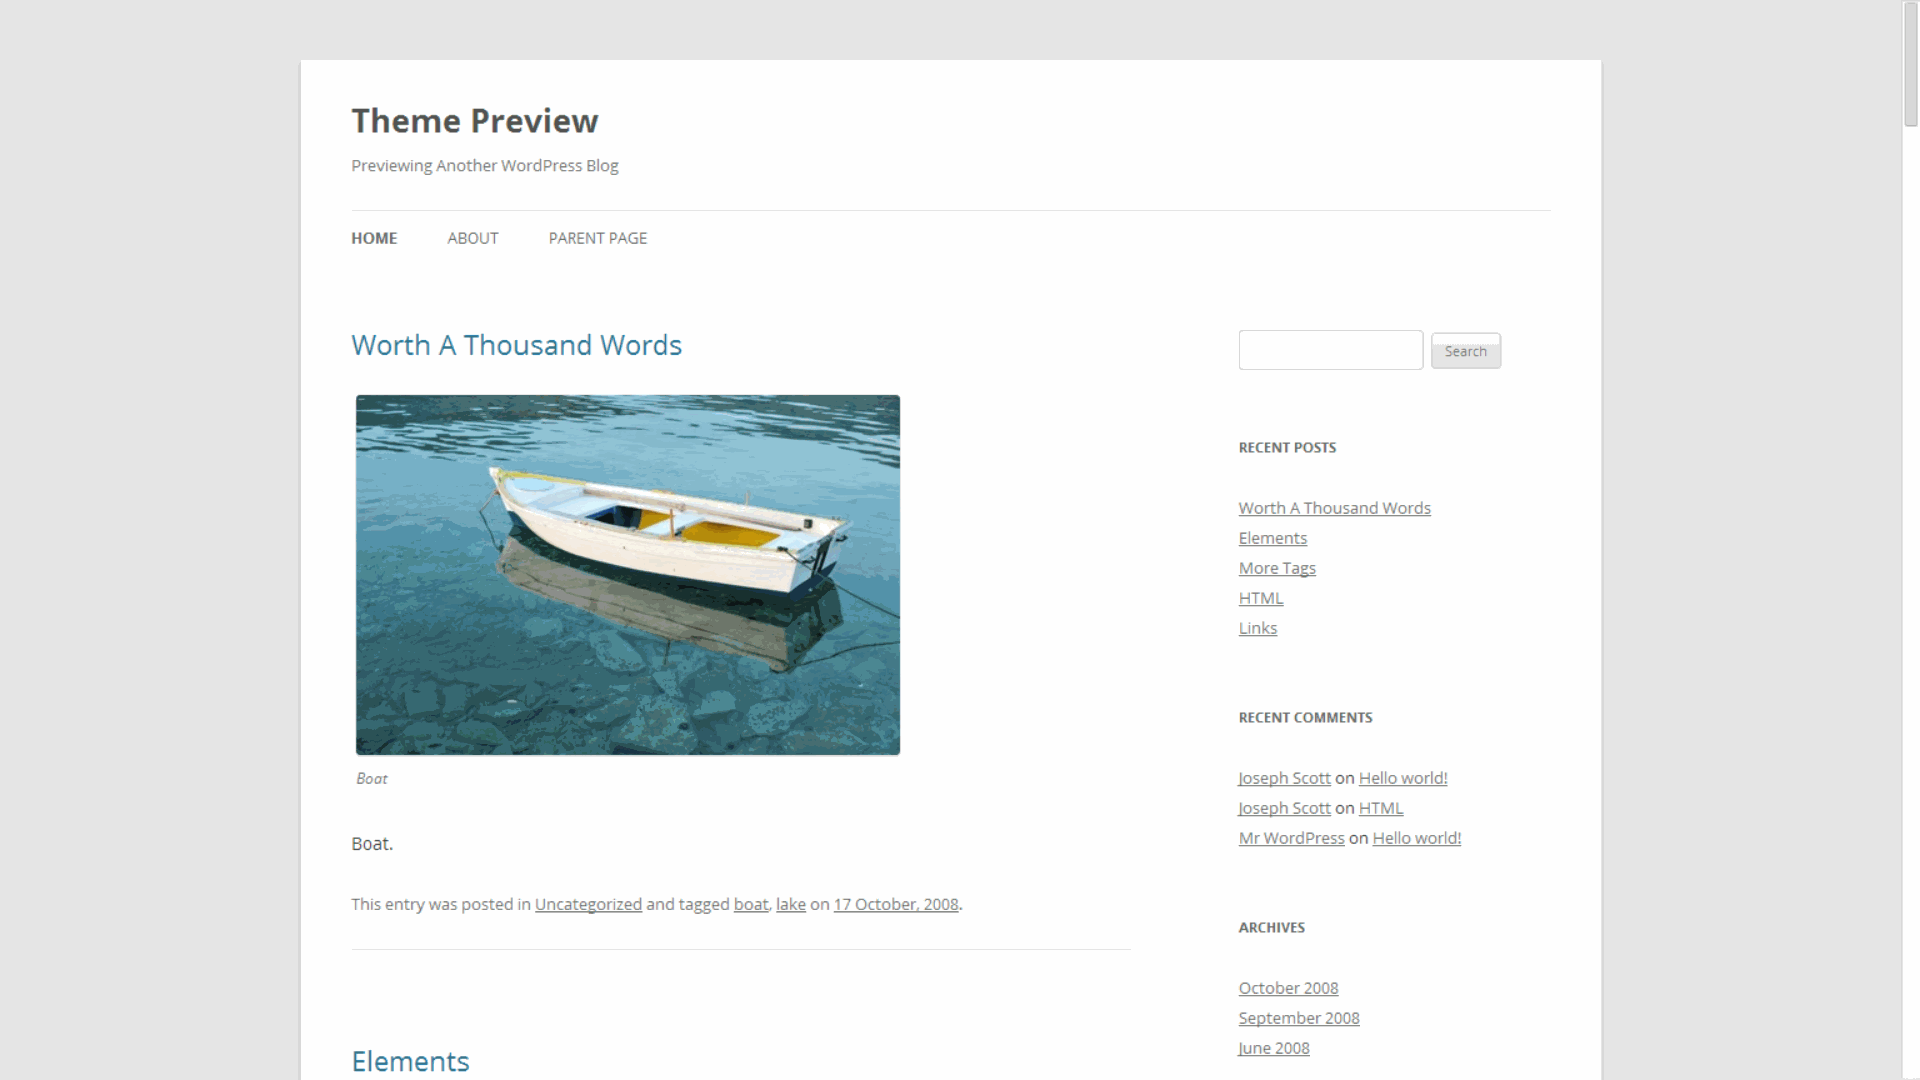 Theme Preview
Previewing Another WordPress Blog
HOME ABOUT PARENT PAGE
Worth A Thousand Words
Boat
Boat.
This entry was posted in Uncategorized and tagged boat, lake on 17 October, 2008.
Elements
Search
RECENT POSTS
Worth A Thousand Words
Elements
More Tags
HTML
Links
RECENT COMMENTS
Joseph Scott on Hello world!
Joseph Scott on HTML
Mr WordPress on Hello world!
ARCHIVES
October 2008
September 2008
June 2008